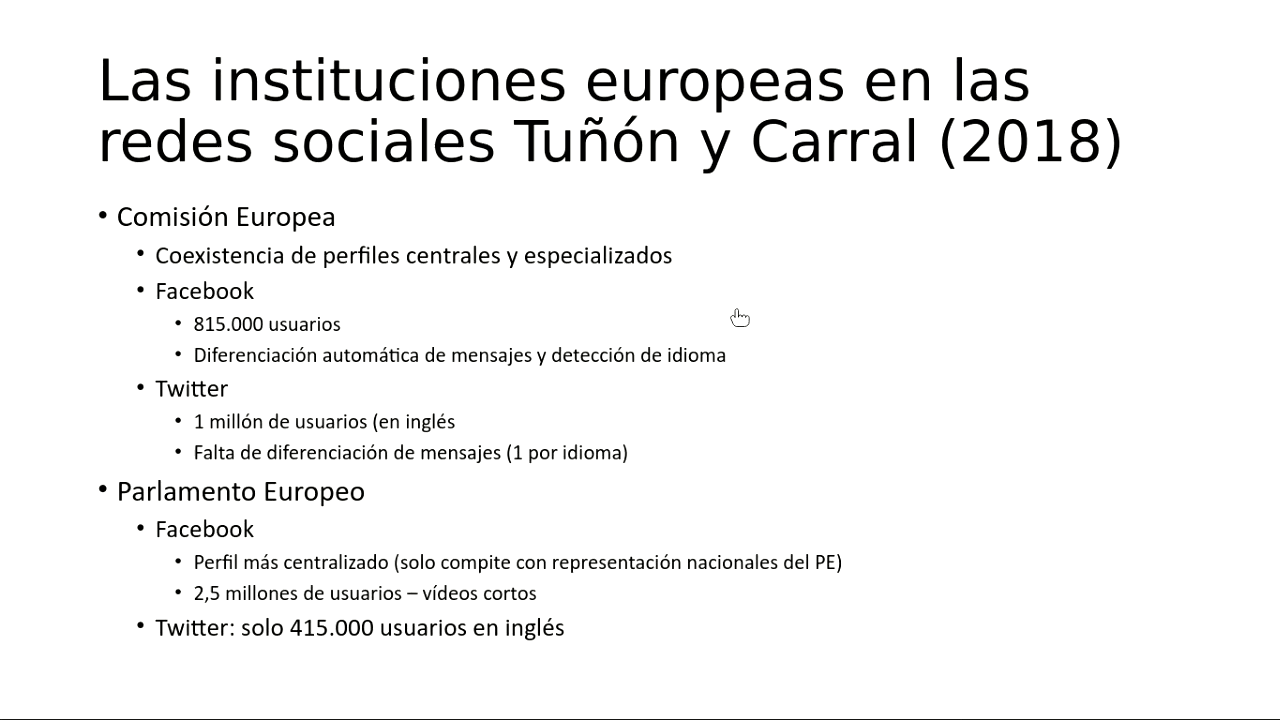 Las instituciones europeas en las
redes sociales Tuñón y Carral (2018)
• Comisión Europea
• Coexistencia de perfiles centrales y especializados
• Facebook
• 815.000 usuarios
• Diferenciación automática de mensajes y detección de idioma
• Twitter
• 1 millón de usuarios (en inglés
• Falta de diferenciación de mensajes (1 por idioma)
• Parlamento Europeo
• Facebook
• Perfil más centralizado (solo compite con representación nacionales del PE)
• 2,5 millones de usuarios – vídeos cortos
• Twitter: solo 415.000 usuarios en inglés